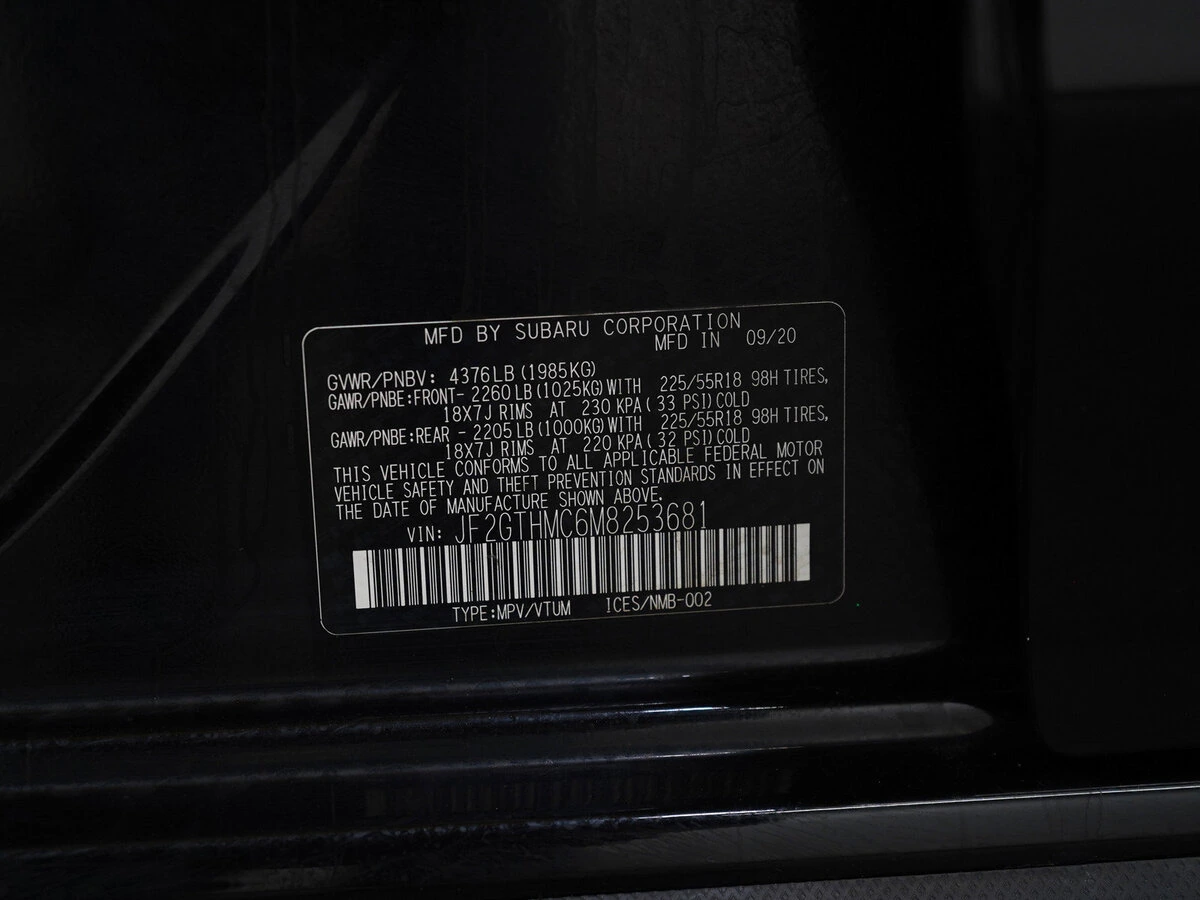 MFD BY SUBARU CORPORATION
MFD IN 09/20
GVWR/PNBV: 4376LB(1985KG)
GAWR/PNBE:FRONT- 2260LB(1025KG)WITH 225/55R18 98H TIRES,
18X7J RIMS AT 230 KPA( 33 PSI)COLD
GAWR/PNBE:REAR - 2205LB(1000KG)WITH 225/55R18 98H TIRES,
18X7J RIMS AT 220 KPA( 32 PSI)COLD
THIS VEHICLE CONFORMS TO ALL APPLICABLE FEDERAL MOTOR
VEHICLE SAFETY AND THEFT PREVENTION STANDARDS IN EFFECT ON
THE DATE OF MANUFACTURE SHOWN ABOVE.
VIN: JF2GTHMC6M8253681
TYPE:MPV/VTUM ICES/NMB-002